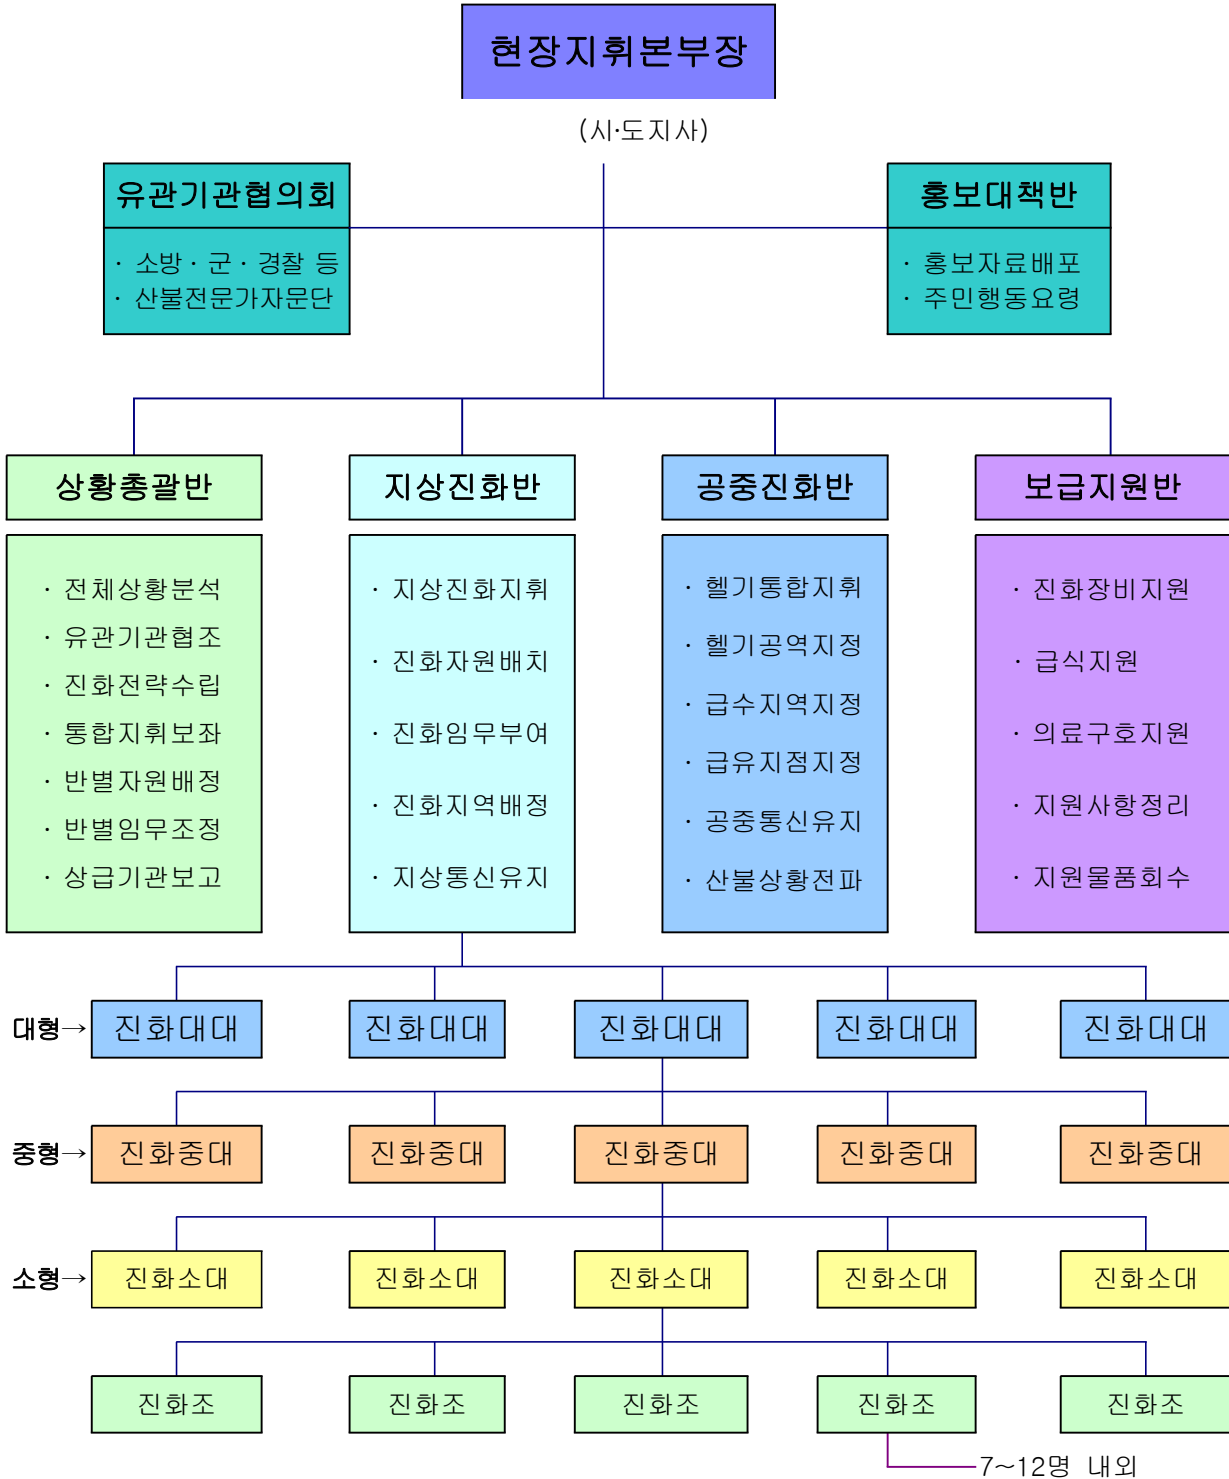 현장지휘본부장
(시·도지사)
유관기관협의회
· 소방 · 군 · 경찰 등
· 산불전문가자문단
홍보대책반
· 홍보자료배포
· 주민행동요령
상황총괄반
· 전체상황분석
· 유관기관협조
· 진화전략수립
· 통합지휘보좌
· 반별자원배정
· 반별임무조정
· 상급기관보고
지상진화반
· 지상진화지휘
· 진화자원배치
· 진화임무부여
· 진화지역배정
· 지상통신유지
공중진화반
· 헬기통합지휘
· 헬기공역지정
· 급수지역지정
· 급유지점지정
· 공중통신유지
· 산불상황전파
보급지원반
· 진화장비지원
· 급식지원
· 의료구호지원
· 지원사항정리
· 지원물품회수
대형→ 진화대대 진화대대 진화대대 진화대대 진화대대
중형→ 진화중대 진화중대 진화중대 진화중대 진화중대
소형→ 진화소대 진화소대 진화소대 진화소대 진화소대
진화조 진화조 진화조 진화조 진화조
7~12명 내외